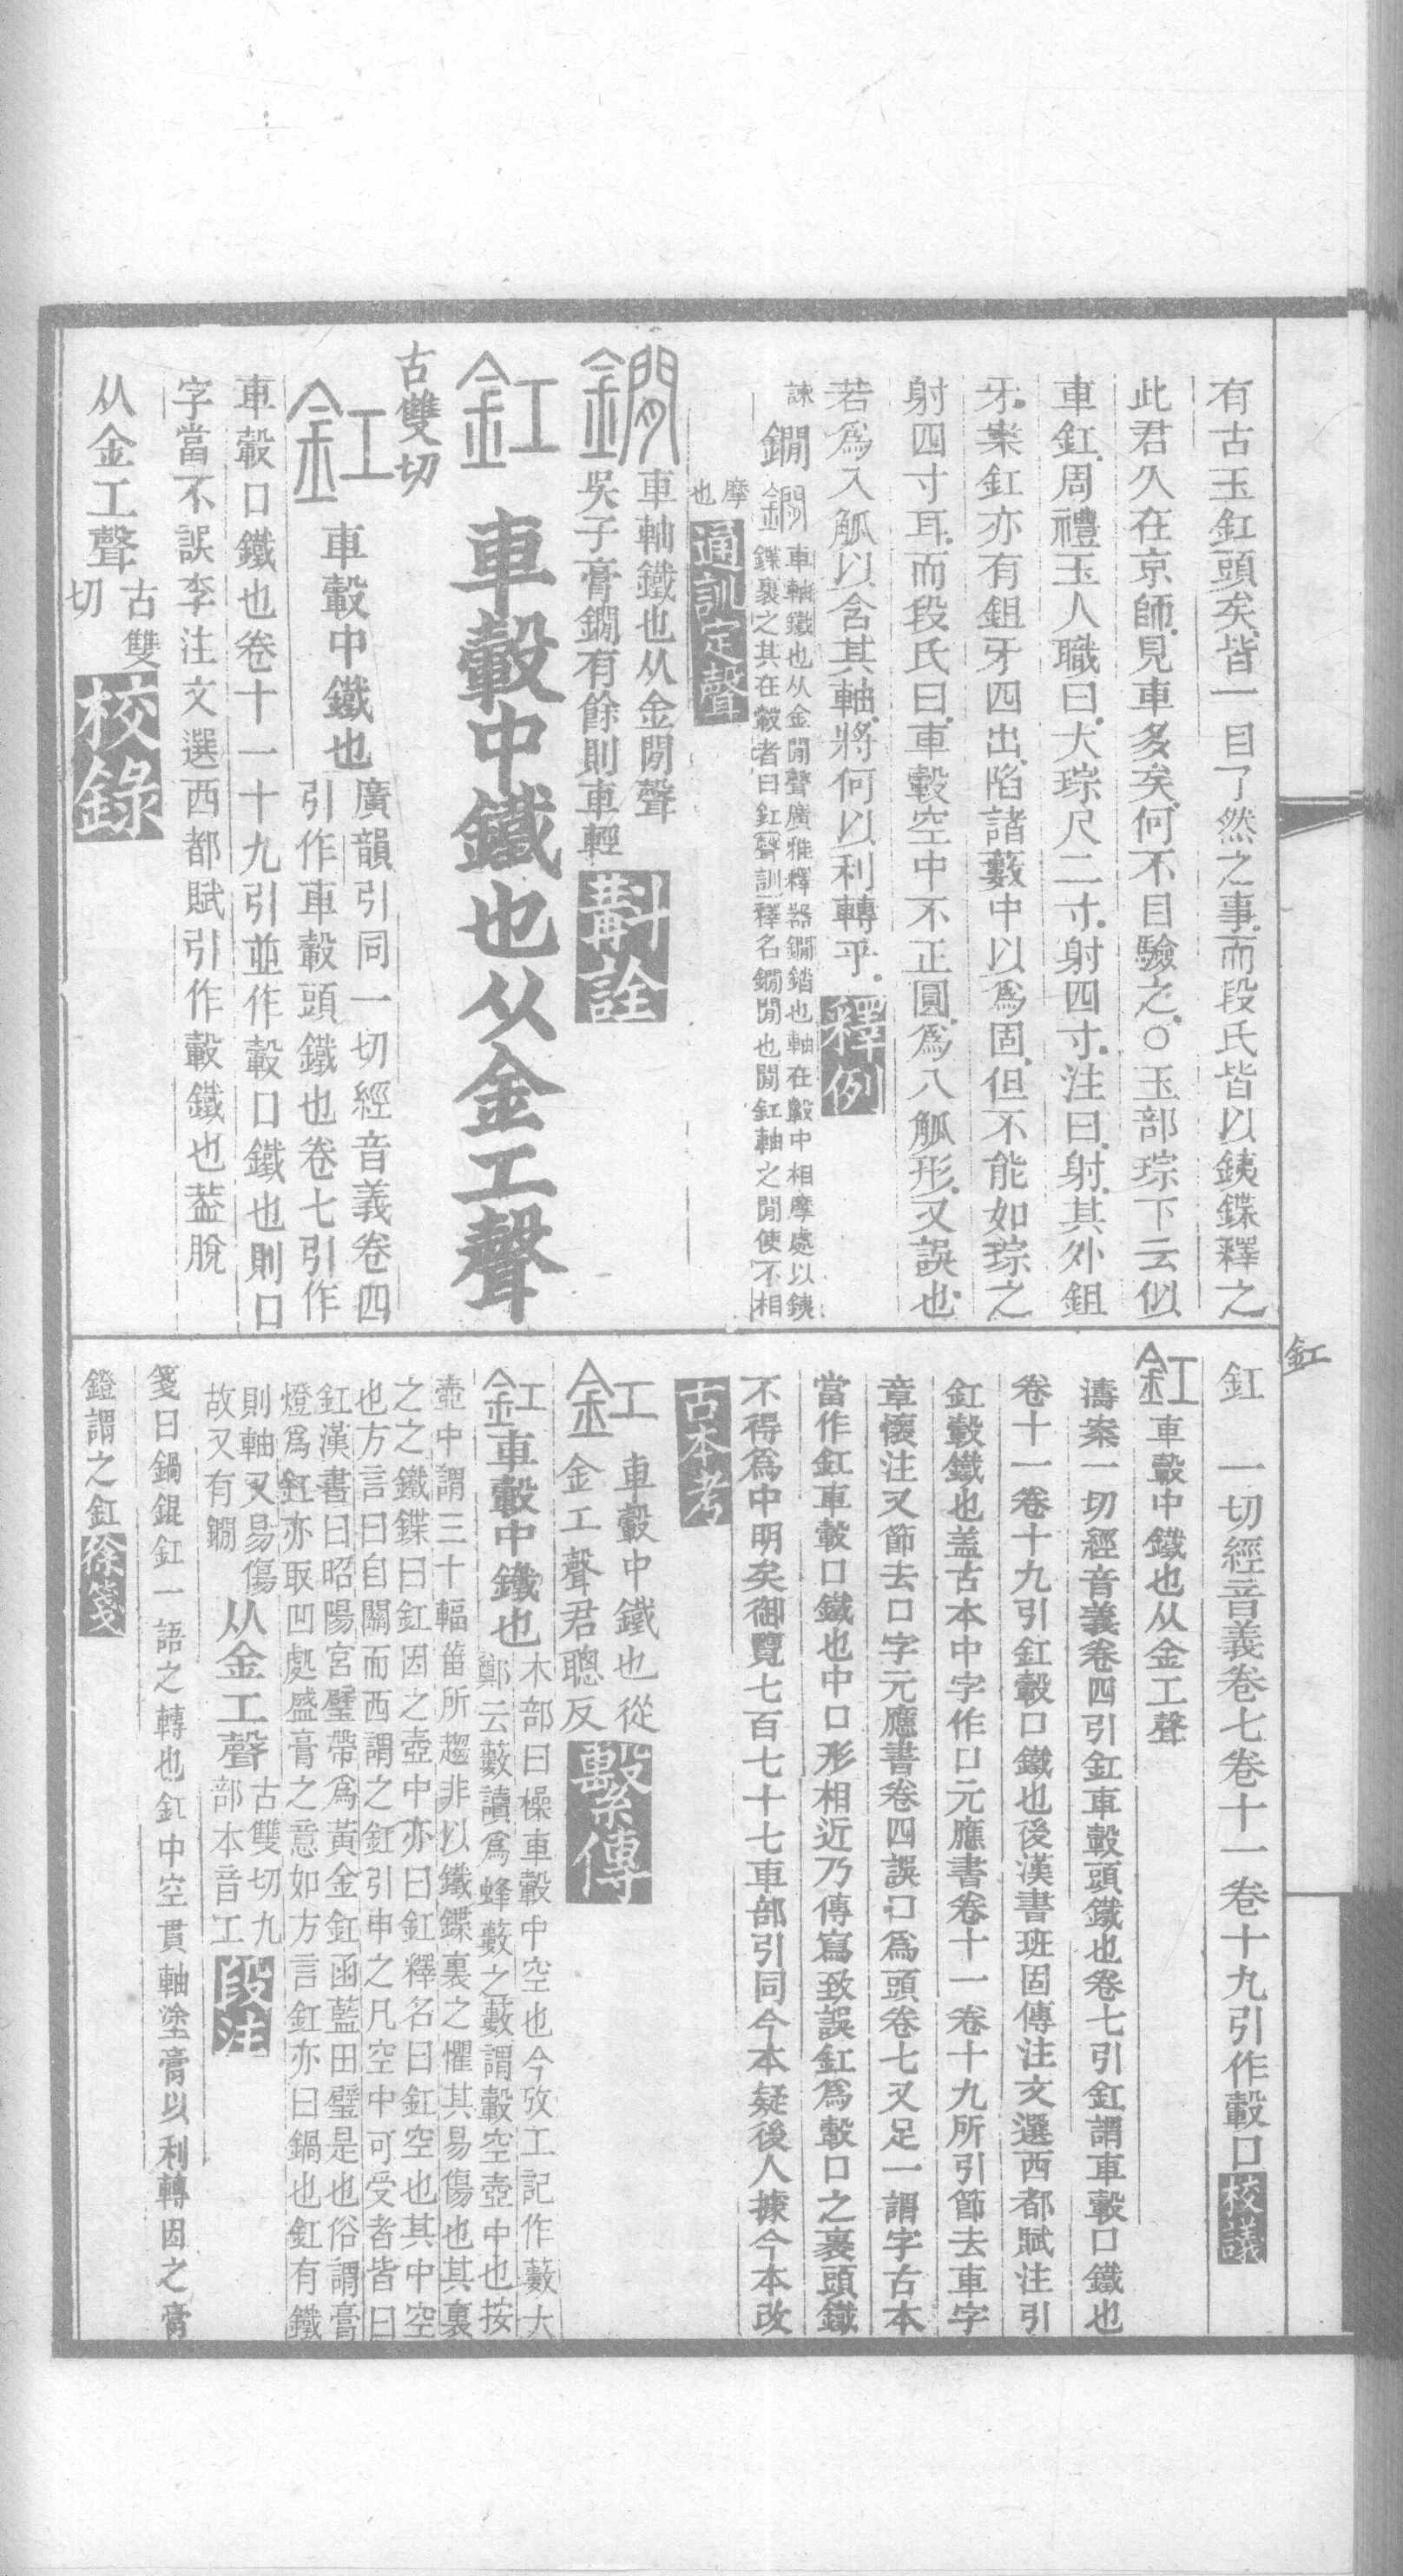 有古玉釭頭矣皆一目了然之事而段氏皆以鐵鍱釋之
此君久在京師見車多矣何不目驗之○玉部琮下云似
車釭周禮玉人職曰大琮尺二寸射四寸注曰射其外鉏
牙案釭亦有鉏牙四出陷諸藪中以爲固但不能如琮之
射四寸耳而段氏曰車轂空中不正圓爲八觚形又誤也
若爲入觚以含其軸將何以利轉乎釋例
諫
鐧鐧車軸鐵也从金閒聲廣雅釋器鐧錔也軸在轂中相摩處以鐵
鍱裹之其在轂者曰釭聲訓釋名鐧閒也閒釭軸之閒使不相
摩
也通訓定聲
鐧車軸鐵也从金閒聲
吳子膏鐧有餘則車輕斠詮
釭車轂中鐵也从金工聲
古雙切
釭車轂中鐵也廣韻引同一切經音義卷四
引作車轂頭鐵也卷七引作
車轂口鐵也卷十一十九引並作轂口鐵也則口
字當不誤李注文選西都賦引作轂鐵也葢脫
从金工聲古雙
切校錄
釭
釭一切經音義卷七卷十一卷十九引作轂口校議
釭車轂中鐵也从金工聲
濤案一切經音義卷四引釭車轂頭鐵也卷七引釭謂車轂口鐵也
卷十一卷十九引釭轂口鐵也後漢書班固傳注文選西都賦注引
釭轂鐵也盖古本中字作口元應書卷十一卷十九所引節去車字
章懷注又節去口字元應書卷四誤口爲頭卷七又足一謂字古本
當作釭車轂口鐵也中口形相近乃傳寫致誤釭爲轂口之裹頭鐵
不得爲中明矣御覽七百七十七車部引同今本疑後人據今本改
古本考
釭車轂中鐵也從
金工聲君聰反繫傳
釭車轂中鐵也木部曰橾車轂中空也今攷工記作藪大
鄭云藪讀爲蜂藪之藪謂轂空壺中也按
壺中謂三十輻菑所趨非以鐵鍱裏之懼其易傷也其裏
之之鐵鍱曰釭因之壺中亦曰釭釋名曰釭空也其中空
也方言曰自關而西謂之釭引申之凡空中可受者皆曰
釭漢書曰昭陽宮璧帶爲黃金釭函藍田璧是也俗謂膏
燈爲釭亦取凹処盛膏之意如方言釭亦曰鍋也釭有鐵
則軸又易傷
故又有鐧从金工聲古雙切九
部本音工段注
箋曰鍋錕釭一語之轉也釭中空貫軸塗膏以利轉因之膏
鐙謂之釭徐箋